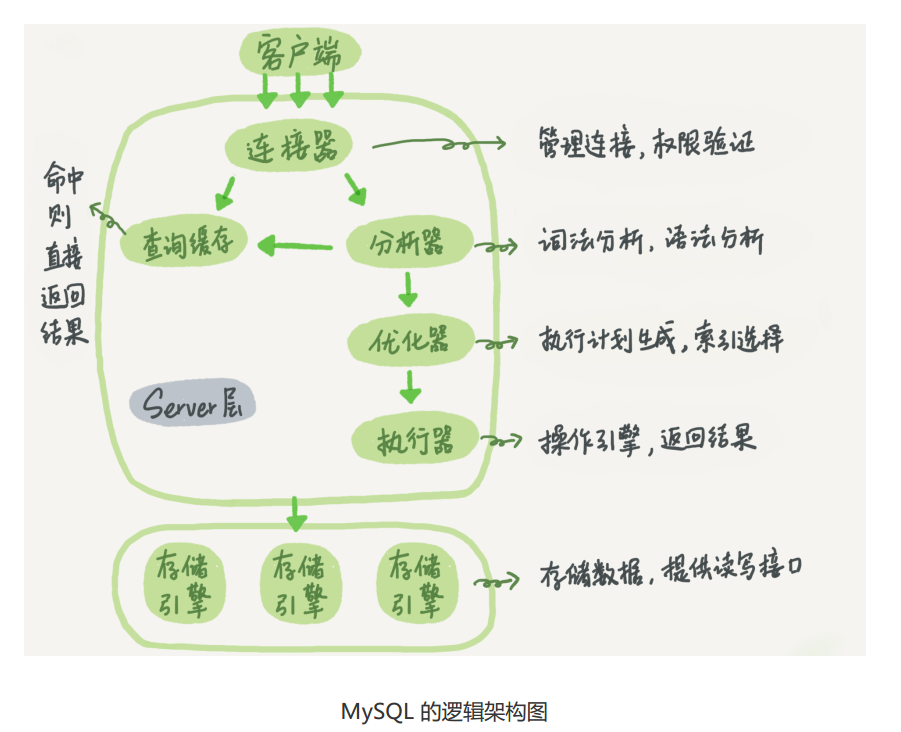 客户端
连接器
管理连接，权限验证
命中
则
直接
返回
结果
查询缓存
分析器
词法分析，语法分析
优化器
执行计划生成，索引选择
Server层
执行器
操作引擎，返回结果
存储
引擎
存储
引擎
存储
引擎
存储数据，提供读写接口
MySQL 的逻辑架构图